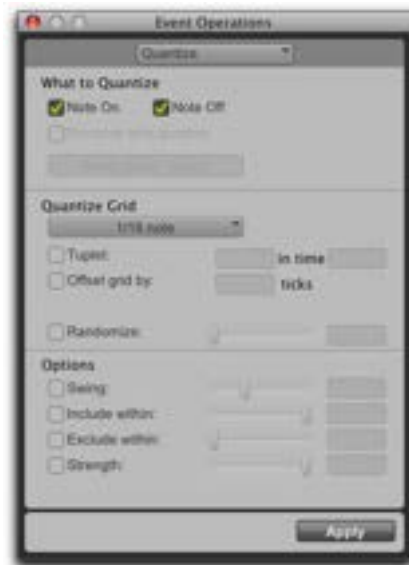 Event Operations
Quantize
What to Quantize
Note On Note Off
Quantize Grid
1/16 note
Tuplet: in time
Offset grid by: ticks
Randomize:
Options
Swing:
Include within:
Exclude within:
Strength:
Apply